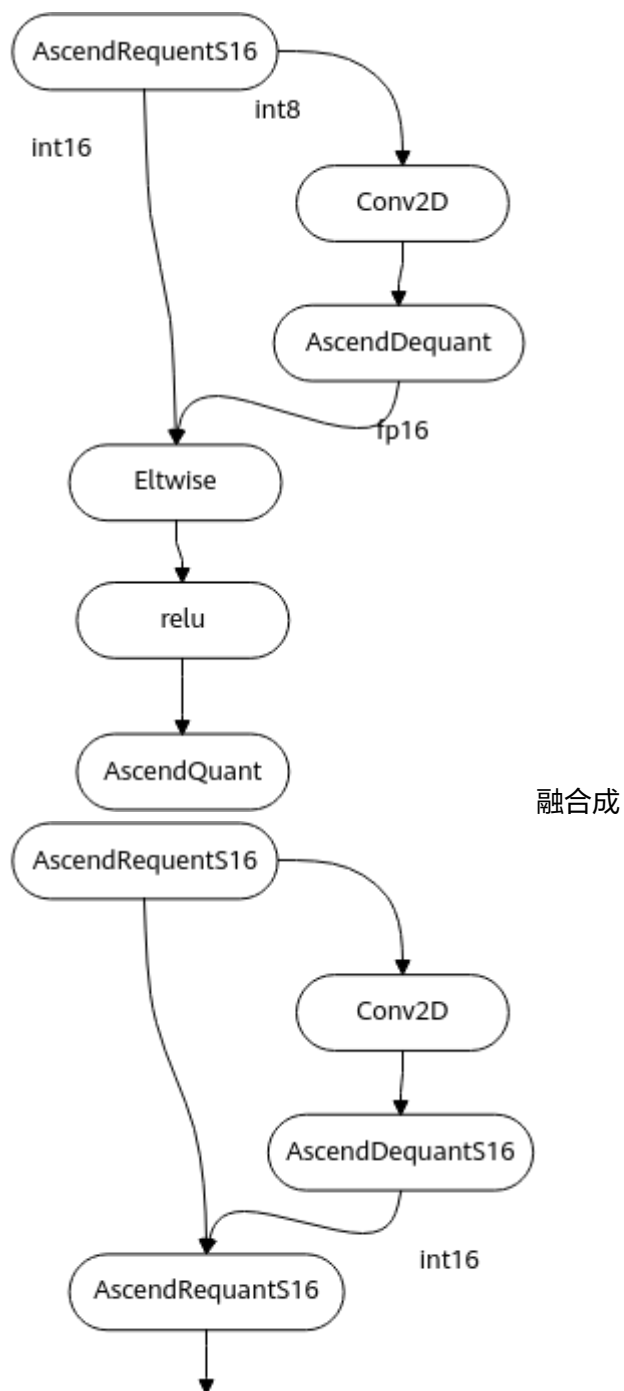 AscendRequentS16
int8
int16
Conv2D
AscendDequant
fp16
Eltwise
relu
AscendQuant
融合成
AscendRequentS16
Conv2D
AscendDequantS16
int16
AscendRequantS16